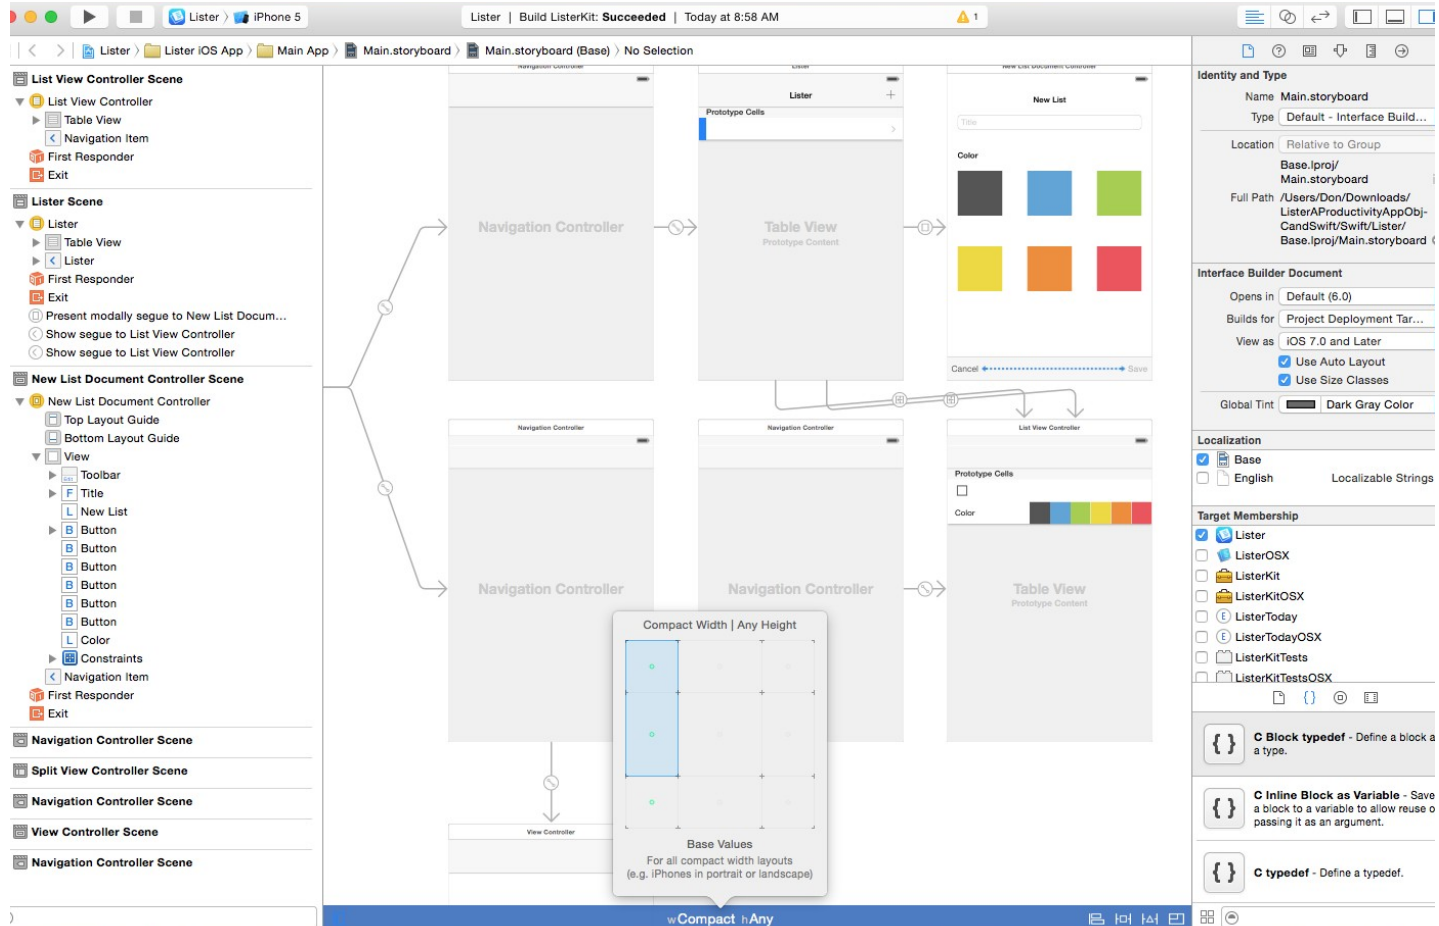 Lister
iPhone 5
Lister | Build ListerKit: Succeeded | Today at 8:58 AM
1
Lister
Lister iOS App
Main App
Main.storyboard
Main.storyboard (Base)
No Selection
List View Controller Scene
List View Controller
Table View
Navigation Item
First Responder
Exit
Lister Scene
Lister
Table View
Lister
First Responder
Exit
Present modally segue to New List Docum...
Show segue to List View Controller
Show segue to List View Controller
New List Document Controller Scene
New List Document Controller
Top Layout Guide
Bottom Layout Guide
View
Toolbar
F Title
L New List
B Button
B Button
B Button
B Button
B Button
B Button
L Color
Constraints
Navigation Item
First Responder
Exit
Navigation Controller Scene
Split View Controller Scene
Navigation Controller Scene
View Controller Scene
Navigation Controller Scene
Navigation Controller
Navigation Controller
Lister
Lister
+
Prototype Cells
Table View
Prototype Content
New List Document Controller
New List
Title
Color
Cancel
Save
Navigation Controller
Navigation Controller
Navigation Controller
Navigation Controller
List View Controller
Prototype Cells
Color
Table View
Prototype Content
View Controller
Compact Width | Any Height
Base Values
For all compact width layouts
(e.g. iPhones in portrait or landscape)
wCompact hAny
Identity and Type
Name Main.storyboard
Type Default - Interface Build...
Location Relative to Group
Base.lproj/
Main.storyboard
Full Path /Users/Don/Downloads/
ListerAProductivityAppObj-
CandSwift/Swift/Lister/
Base.lproj/Main.storyboard
Interface Builder Document
Opens in Default (6.0)
Builds for Project Deployment Tar...
View as iOS 7.0 and Later
Use Auto Layout
Use Size Classes
Global Tint Dark Gray Color
Localization
Base
English Localizable Strings
Target Membership
Lister
ListerOSX
ListerKit
ListerKitOSX
E ListerToday
E ListerTodayOSX
ListerKitTests
ListerKitTestsOSX
{ }
{ } C Block typedef - Define a block a
a type.
{ } C Inline Block as Variable - Save
a block to a variable to allow reuse o
passing it as an argument.
{ } C typedef - Define a typedef.